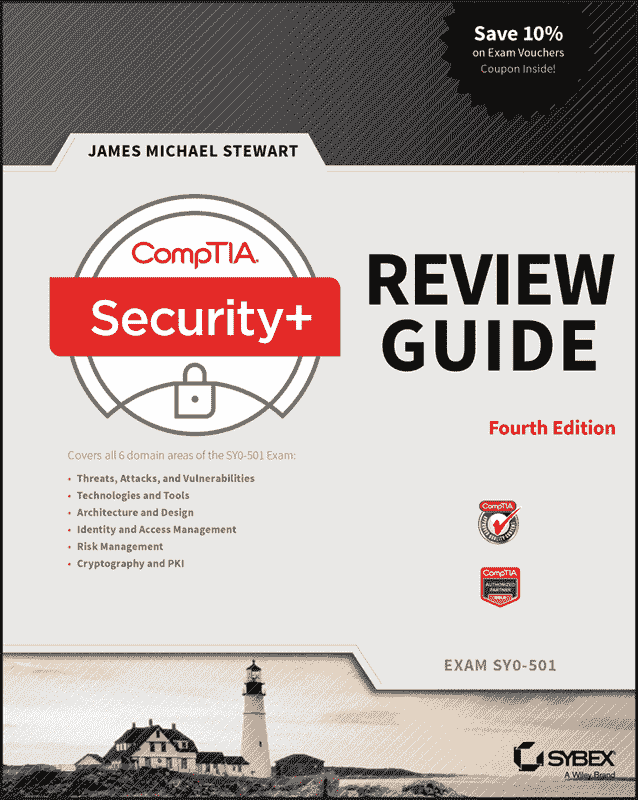 Save 10%
on Exam Vouchers
Coupon Inside!
JAMES MICHAEL STEWART
CompTIA
Security+
REVIEW
GUIDE
Fourth Edition
Covers all 6 domain areas of the SY0-501 Exam:
• Threats, Attacks, and Vulnerabilities
• Technologies and Tools
• Architecture and Design
• Identity and Access Management
• Risk Management
• Cryptography and PKI
CompTIA
CompTIA
AUTHORIZED
PARTNER
EXAM SY0-501
SYBEX
A Wiley Brand